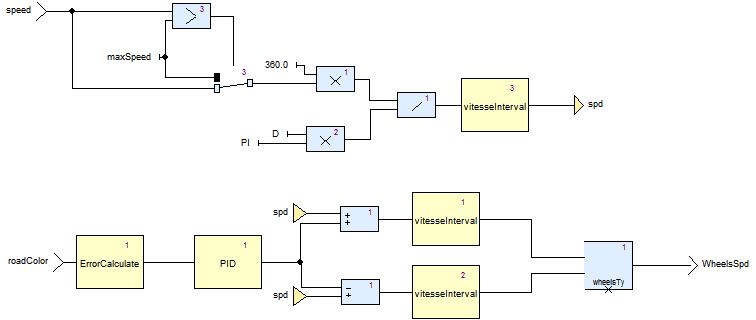 speed
>
3
maxSpeed
3
360.0
1
×
D
PI
2
×
1
/
3
vitesseInterval
spd
roadColor
1
ErrorCalculate
1
PID
spd
+
+
1
1
vitesseInterval
spd
−
+
1
2
vitesseInterval
1
wheelsTy
WheelsSpd